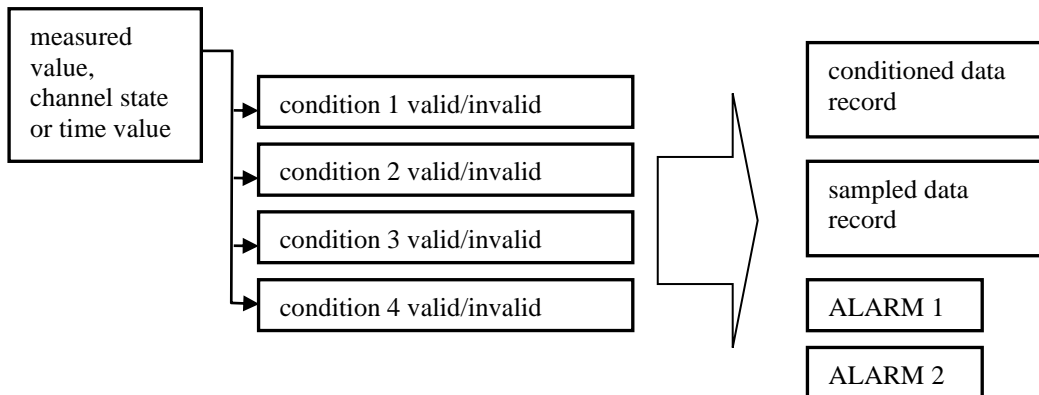 measured
value,
channel state
or time value
condition 1 valid/invalid
condition 2 valid/invalid
condition 3 valid/invalid
condition 4 valid/invalid
conditioned data
record
sampled data
record
ALARM 1
ALARM 2